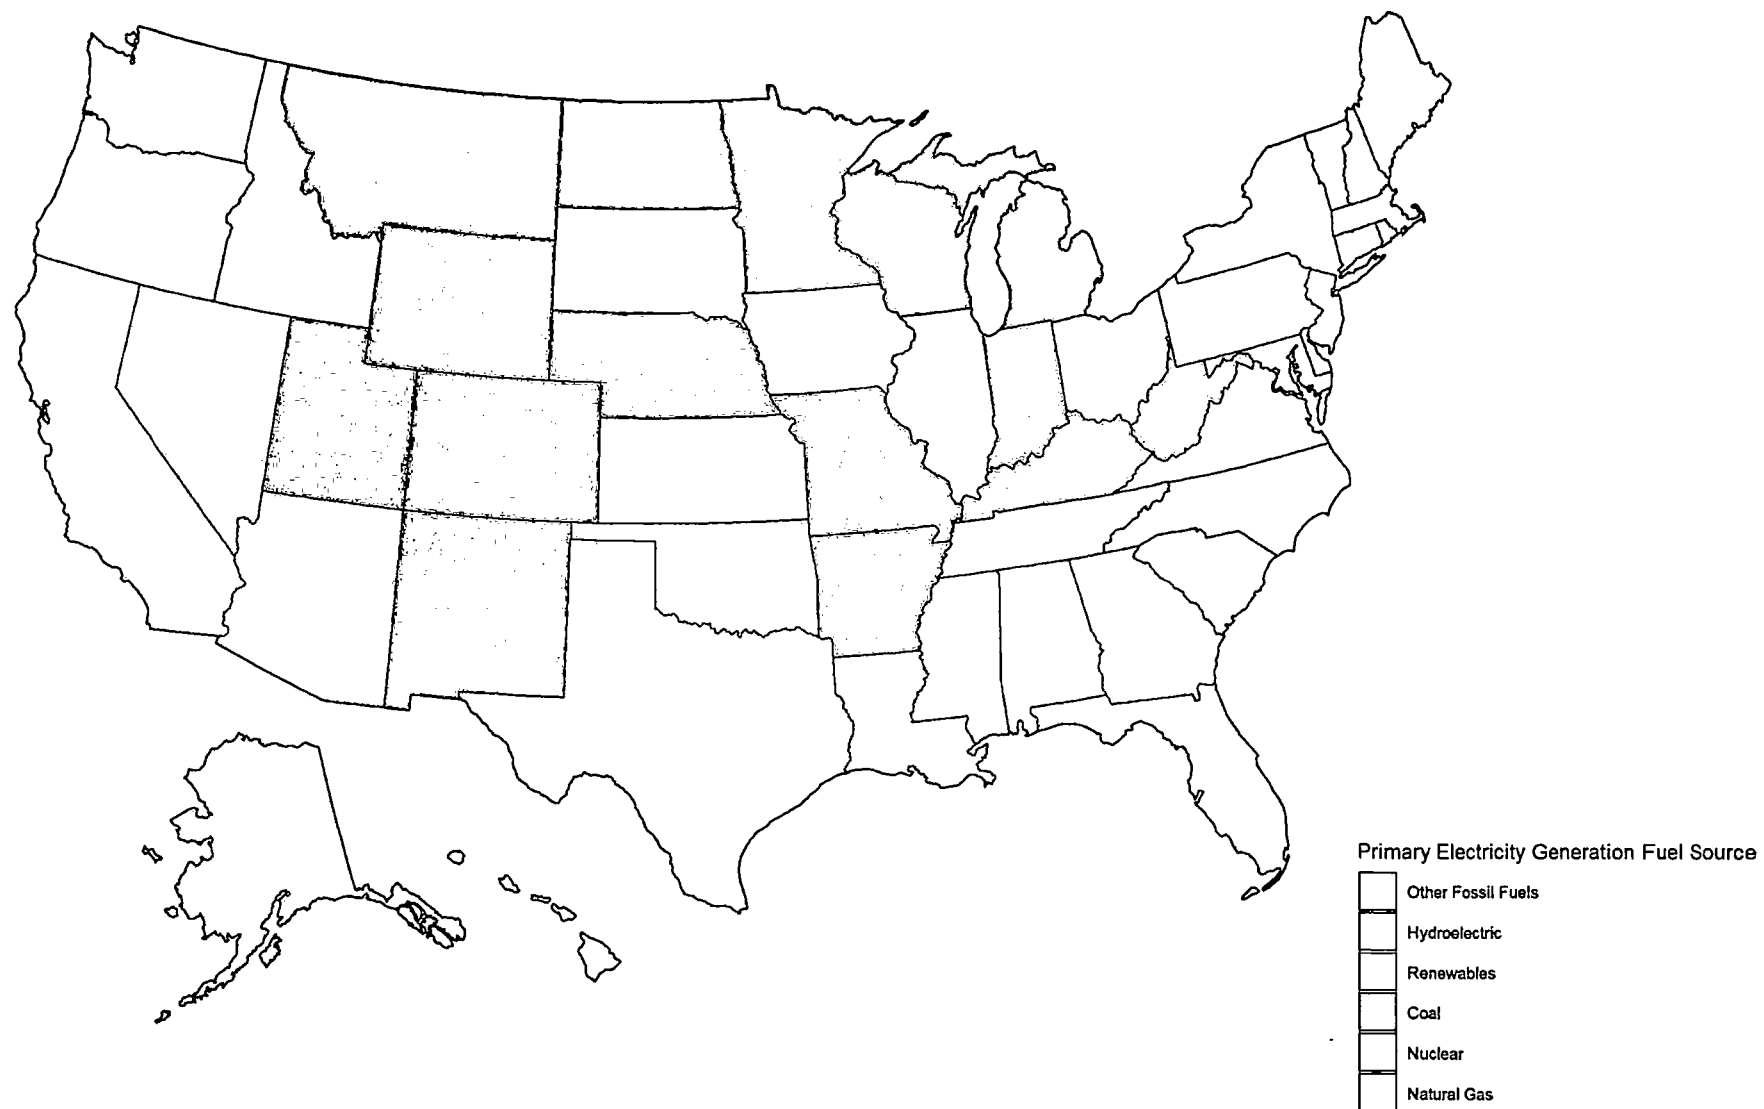 Primary Electricity Generation Fuel Source
Other Fossil Fuels
Hydroelectric
Renewables
Coal
Nuclear
Natural Gas